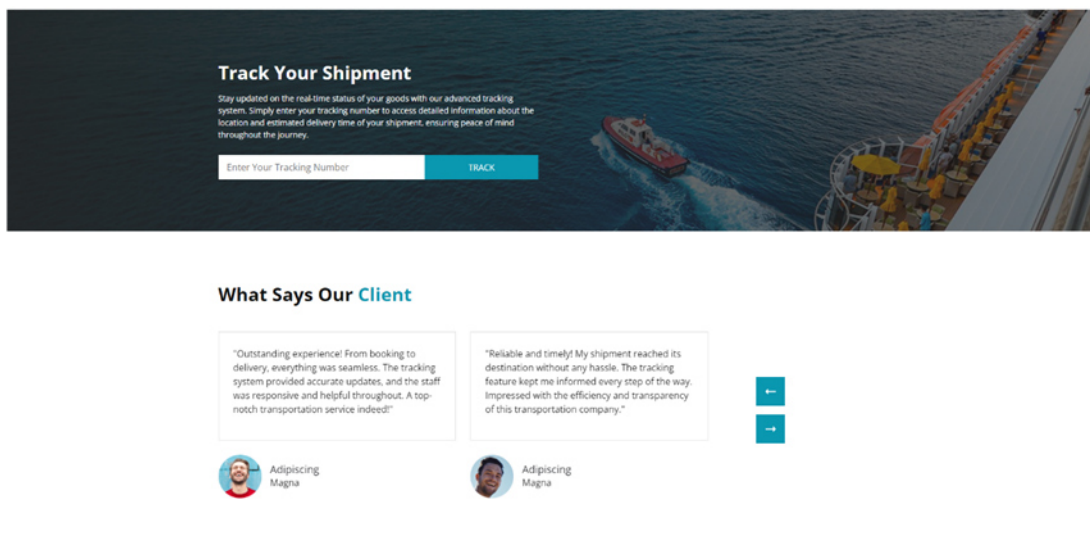 Track Your Shipment
Stay updated on the real-time status of your goods with our advanced tracking
system. Simply enter your tracking number to access detailed information about the
location and estimated delivery time of your shipment, ensuring peace of mind
throughout the journey.
Enter Your Tracking Number
TRACK
What Says Our Client
"Outstanding experience! From booking to
delivery, everything was seamless. The tracking
system provided accurate updates, and the staff
was responsive and helpful throughout. A top-
notch transportation service indeed!"
Adipiscing
Magna
"Reliable and timely! My shipment reached its
destination without any hassle. The tracking
feature kept me informed every step of the way.
Impressed with the efficiency and transparency
of this transportation company."
Adipiscing
Magna